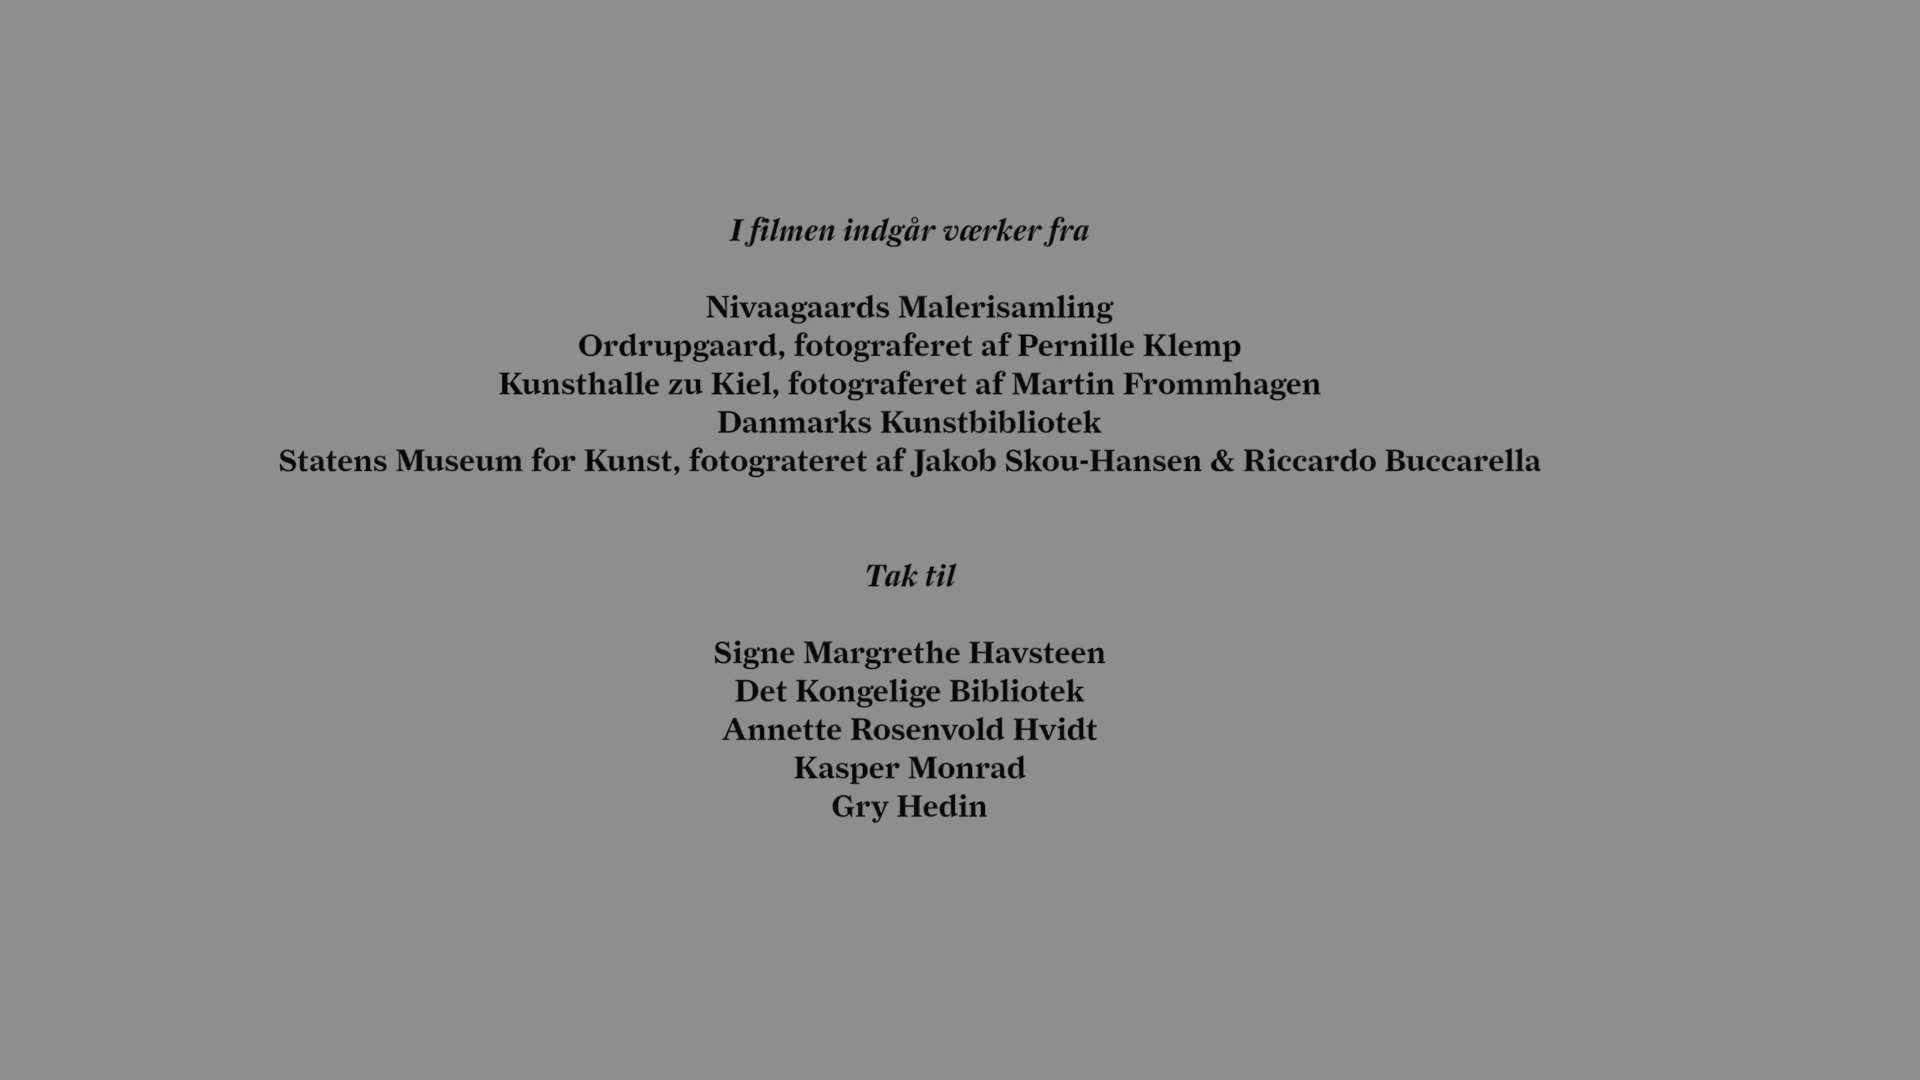 I filmen indgår værker fra
Nivaagaards Malerisamling
Ordrupgaard, fotograferet af Pernille Klemp
Kunsthalle zu Kiel, fotograferet af Martin Frommhagen
Danmarks Kunstbibliotek
Statens Museum for Kunst, fotograteret af Jakob Skou-Hansen & Riccardo Buccarella
Tak til
Signe Margrethe Havsteen
Det Kongelige Bibliotek
Annette Rosenvold Hvidt
Kasper Monrad
Gry Hedin